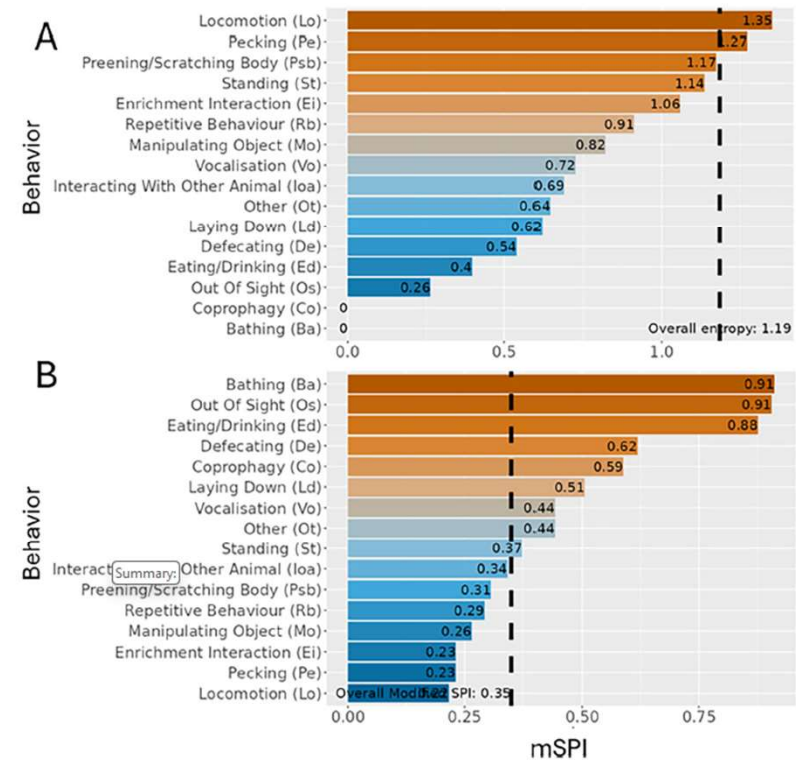 A
Behavior
Locomotion (Lo) 1.35
Pecking (Pe) 1.27
Preening/Scratching Body (Psb) 1.17
Standing (St) 1.14
Enrichment Interaction (Ei) 1.06
Repetitive Behaviour (Rb) 0.91
Manipulating Object (Mo) 0.82
Vocalisation (Vo) 0.72
Interacting With Other Animal (Ioa) 0.69
Other (Ot) 0.64
Laying Down (Ld) 0.62
Defecating (De) 0.54
Eating/Drinking (Ed) 0.4
Out Of Sight (Os) 0.26
Coprophagy (Co) 0
Bathing (Ba) 0 Overall entropy: 1.19
0.0 0.5 1.0
B
Behavior
Bathing (Ba) 0.91
Out Of Sight (Os) 0.91
Eating/Drinking (Ed) 0.88
Defecating (De) 0.62
Coprophagy (Co) 0.59
Laying Down (Ld) 0.51
Vocalisation (Vo) 0.44
Other (Ot) 0.44
Standing (St) 0.37
Interact Summary: Other Animal (Ioa) 0.34
Preening/Scratching Body (Psb) 0.31
Repetitive Behaviour (Rb) 0.29
Manipulating Object (Mo) 0.26
Enrichment Interaction (Ei) 0.23
Pecking (Pe) 0.23
Locomotion (Lo) Overall SPI: 0.35
0.00 0.25 0.50 0.75
mSPI